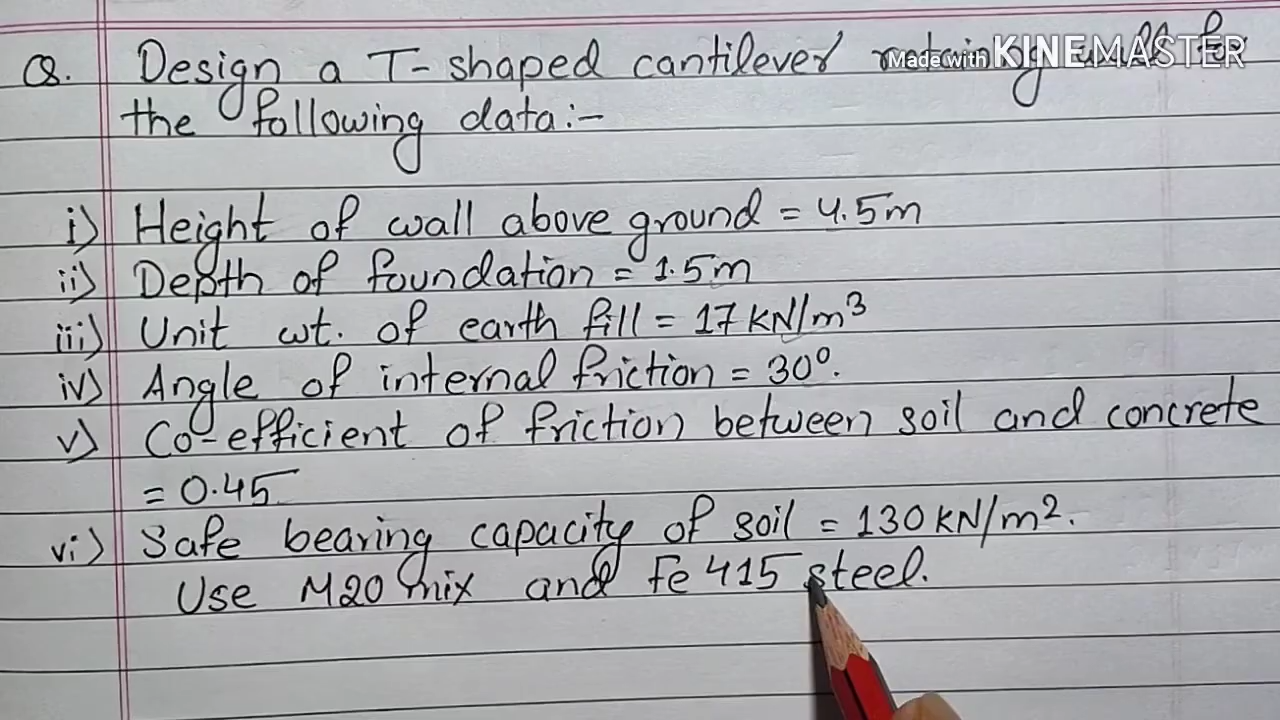 Q. Design a T-shaped cantilever retaining wall for
Made with KINEMASTER
the following data:-
i) Height of wall above ground = 4.5m
ii) Depth of foundation = 1.5m
iii) Unit wt. of earth fill = 17 KN/m³
iv) Angle of internal friction = 30°.
v) Co-efficient of friction between soil and concrete
= 0.45
vi) Safe bearing capacity of soil = 130 KN/m².
Use M20 mix and Fe 415 steel.